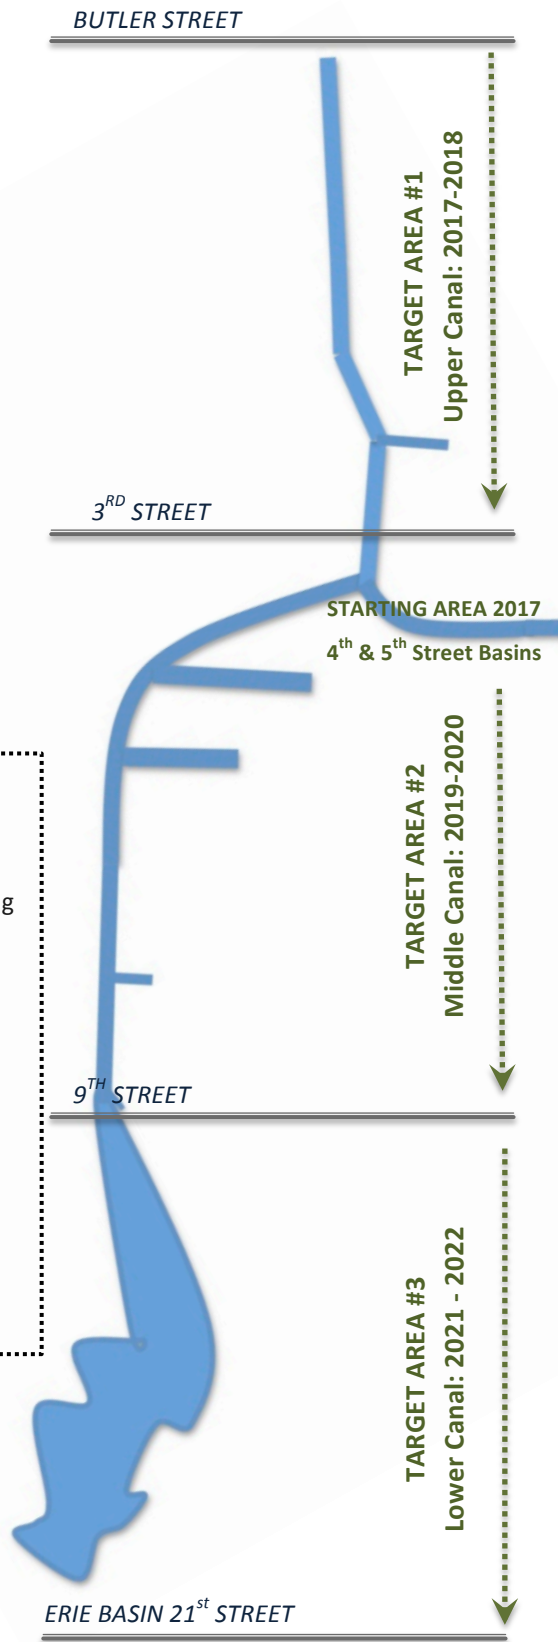 BUTLER STREET
TARGET AREA #1
Upper Canal: 2017-2018
3RD STREET
STARTING AREA 2017
4th & 5th Street Basins
TARGET AREA #2
Middle Canal: 2019-2020
g
9TH STREET
TARGET AREA #3
Lower Canal: 2021 - 2022
ERIE BASIN 21st STREET